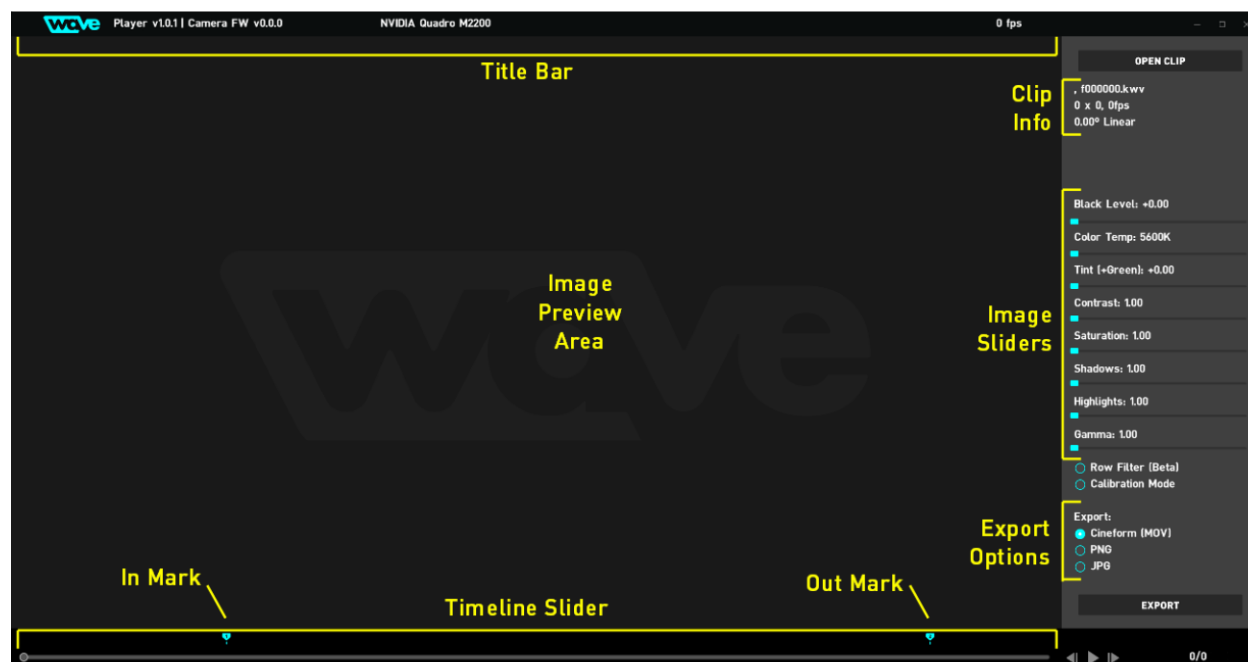 wave Player v1.0.1 | Camera FW v0.0.0 NVIDIA Quadro M2200 0 fps
OPEN CLIP
Title Bar
Clip
Info
, f000000.kwv
0 x 0, 0fps
0.00° Linear
Image
Preview
Area
wave
Image
Sliders
Black Level: +0.00
Color Temp: 5600K
Tint (+Green): +0.00
Contrast: 1.00
Saturation: 1.00
Shadows: 1.00
Highlights: 1.00
Gamma: 1.00
Row Filter (Beta)
Calibration Mode
Export
Options
Export:
Cineform (MOV)
PNG
JPG
In Mark
Timeline Slider
Out Mark
EXPORT
0/0